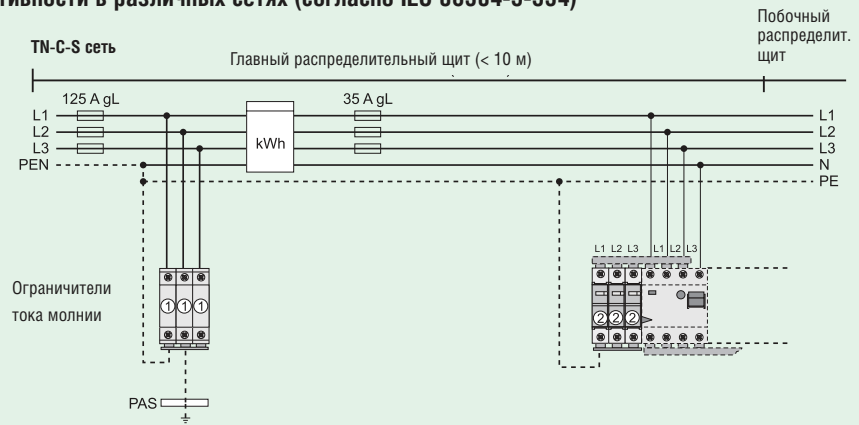 тивности в различных сетях (согласно IEC 60364-5-534)
Побочный
распределит.
щит
TN-C-S сеть
Главный распределительный щит (< 10 м)
125 A gL
35 A gL
L1
L2
L3
PEN
kWh
L1
L2
L3
N
PE
L1 L2 L3 L1 L2 L3
Ограничители
тока молнии
1 1 1
2 2 2
PAS